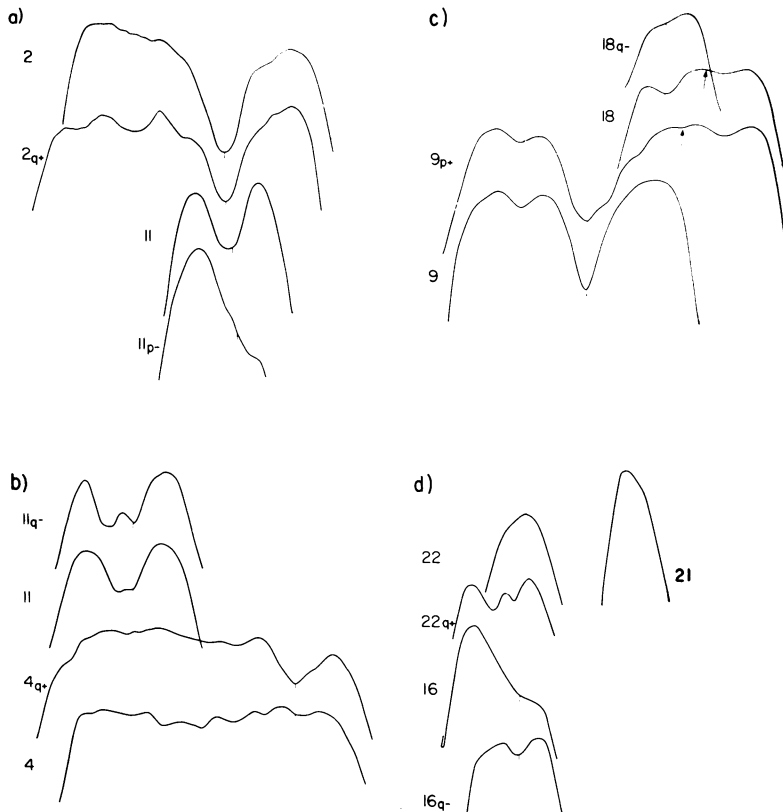 a)
2
2q+
11
11p-
b)
11q-
11
4q+
4
c)
18q-
18
9p+
9
d)
22
21
22q+
16
16q-